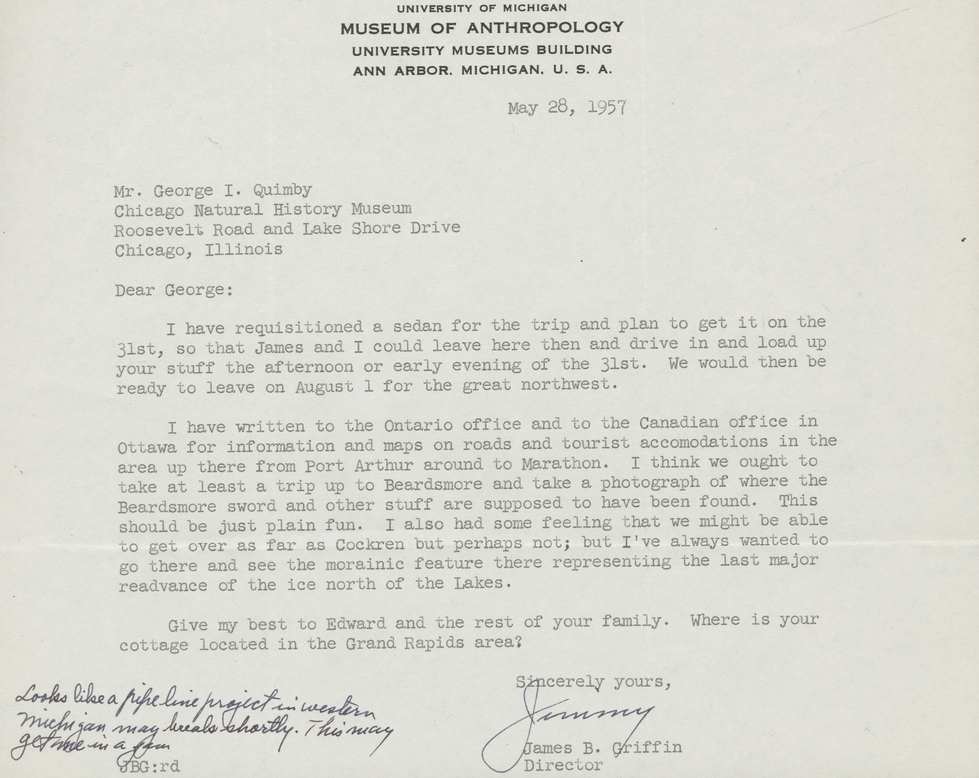 UNIVERSITY OF MICHIGAN
MUSEUM OF ANTHROPOLOGY
UNIVERSITY MUSEUMS BUILDING
ANN ARBOR, MICHIGAN, U. S. A.
May 28, 1957
Mr. George I. Quimby
Chicago Natural History Museum
Roosevelt Road and Lake Shore Drive
Chicago, Illinois
Dear George:
I have requisitioned a sedan for the trip and plan to get it on the
31st, so that James and I could leave here then and drive in and load up
your stuff the afternoon or early evening of the 31st. We would then be
ready to leave on August 1 for the great northwest.
I have written to the Ontario office and to the Canadian office in
Ottawa for information and maps on roads and tourist accomodations in the
area up there from Port Arthur around to Marathon. I think we ought to
take at least a trip up to Beardsmore and take a photograph of where the
Beardsmore sword and other stuff are supposed to have been found. This
should be just plain fun. I also had some feeling that we might be able
to get over as far as Cockren but perhaps not; but I've always wanted to
go there and see the morainic feature there representing the last major
readvance of the ice north of the Lakes.
Give my best to Edward and the rest of your family. Where is your
cottage located in the Grand Rapids area?
Sincerely yours,
Jimmy
James B. Griffin
Director
Looks like a pipe line project in western
Michigan may break shortly. This may
get me in a jam
JBG:rd